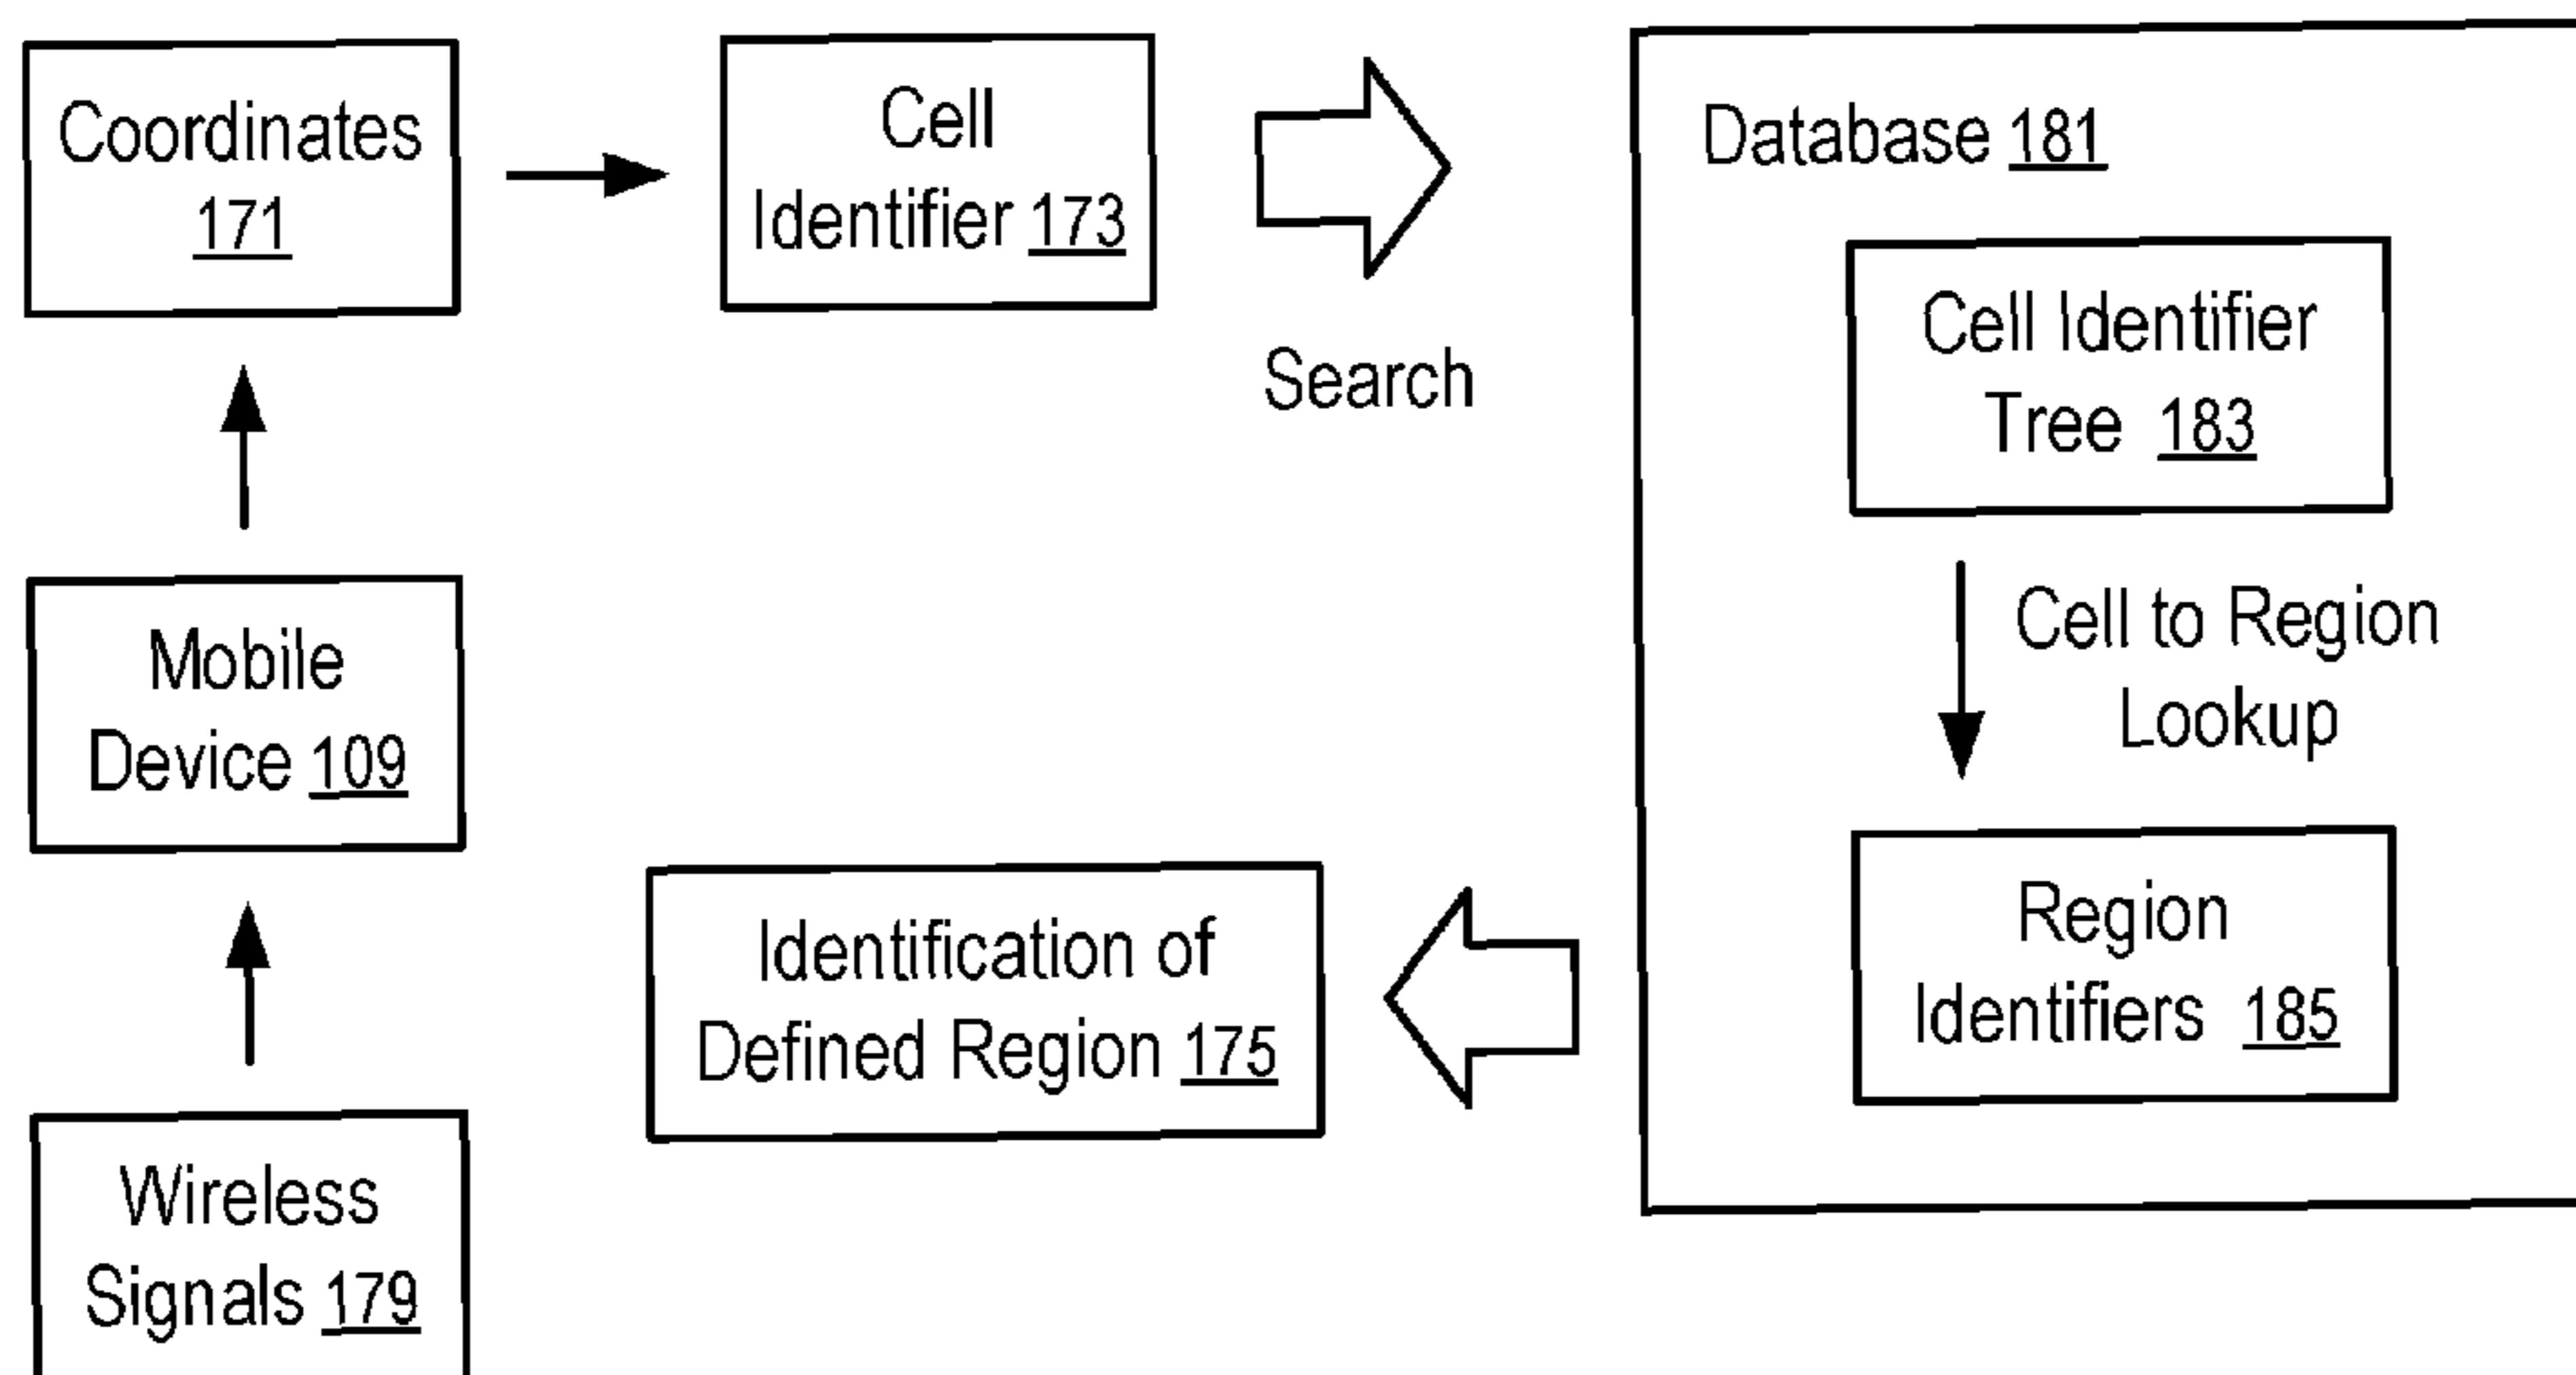 Coordinates
171
Cell
Identifier 173
Search
Database 181
Cell Identifier
Tree 183
Cell to Region
Lookup
Region
Identifiers 185
Identification of
Defined Region 175
Mobile
Device 109
Wireless
Signals 179